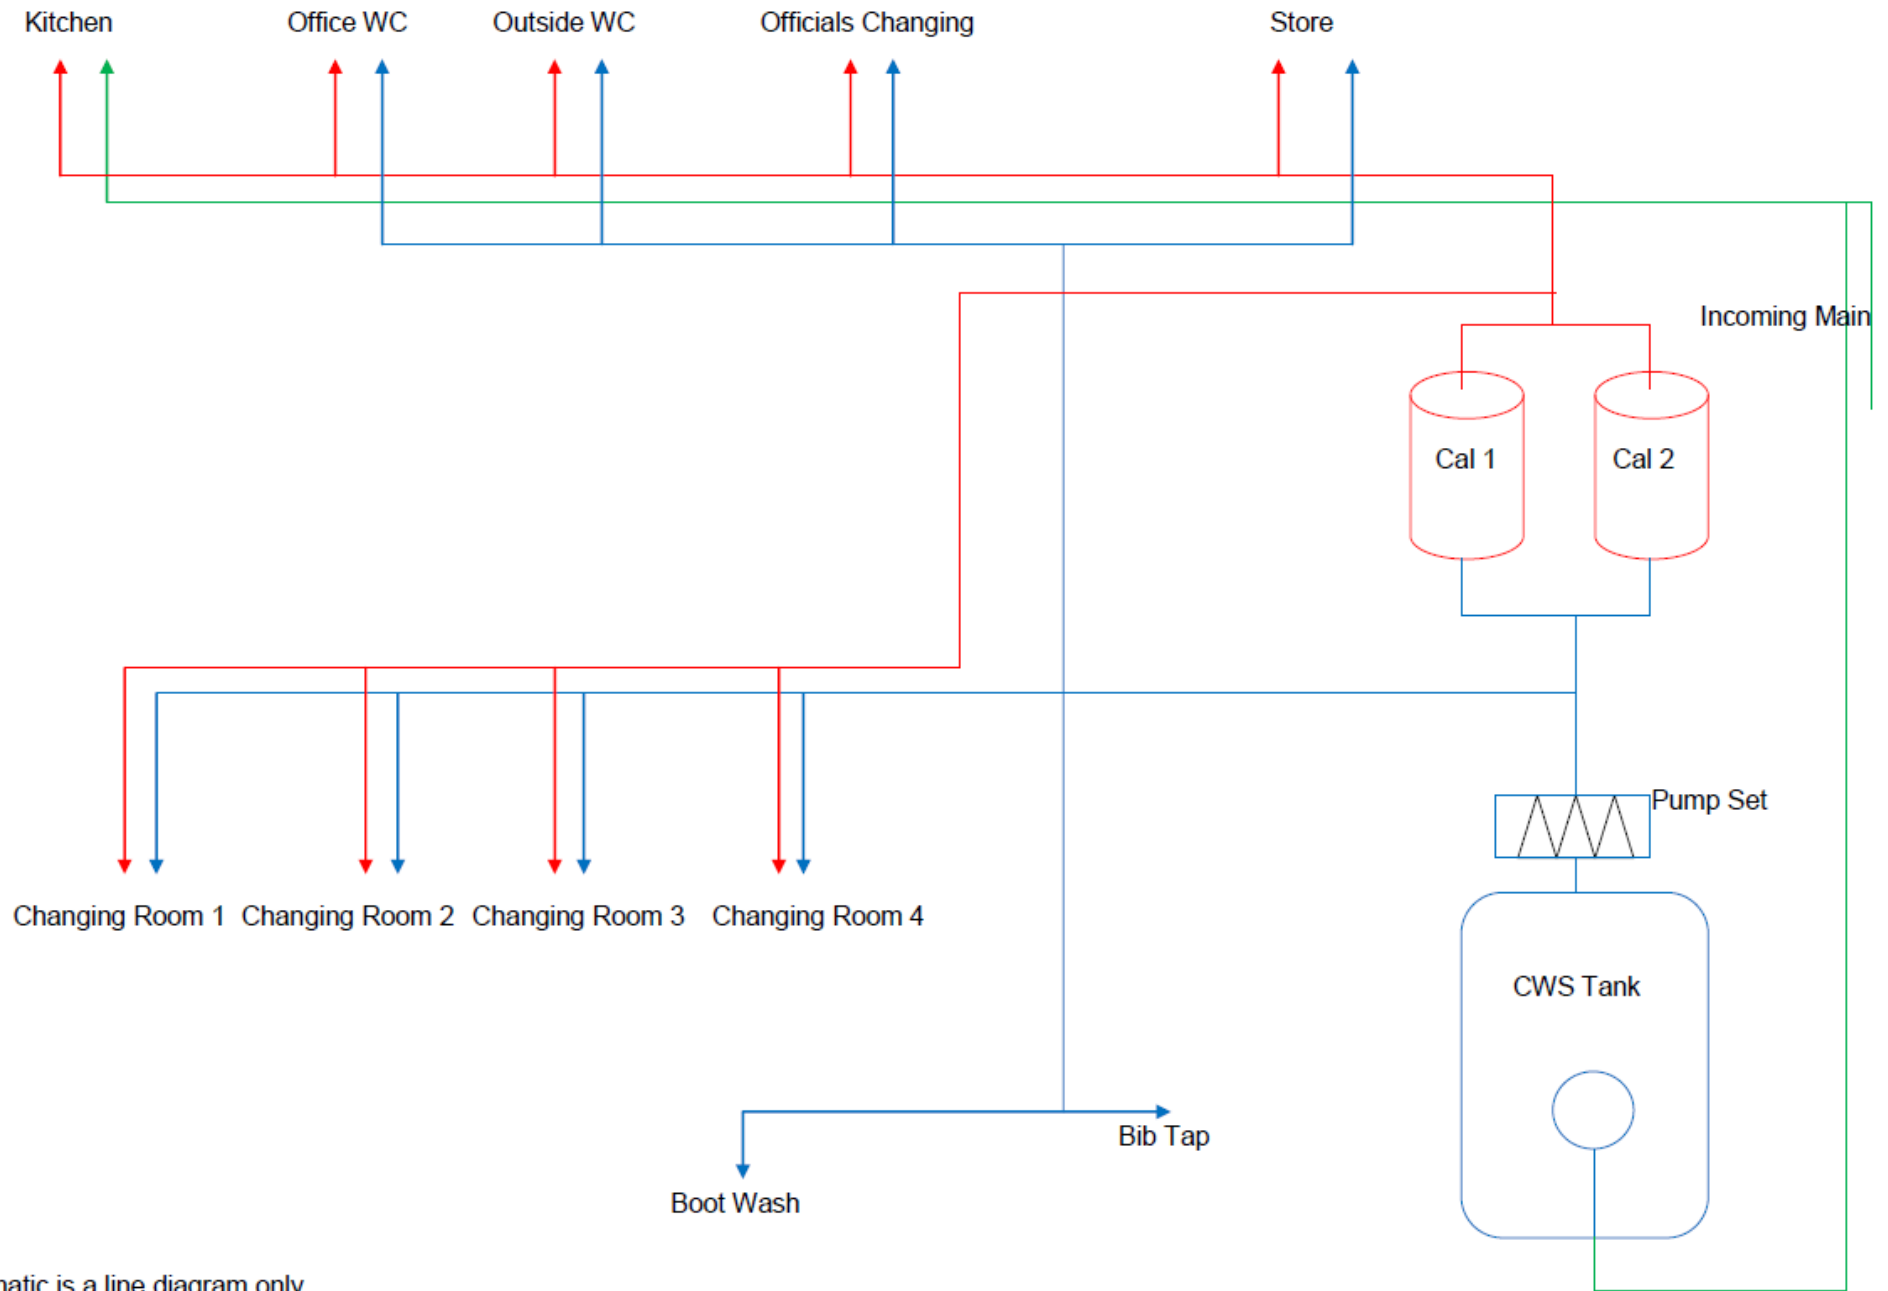 Kitchen
Office WC
Outside WC
Officials Changing
Store
Incoming Main
Cal 1
Cal 2
Pump Set
Changing Room 1
Changing Room 2
Changing Room 3
Changing Room 4
CWS Tank
Bib Tap
Boot Wash
matic is a line diagram only